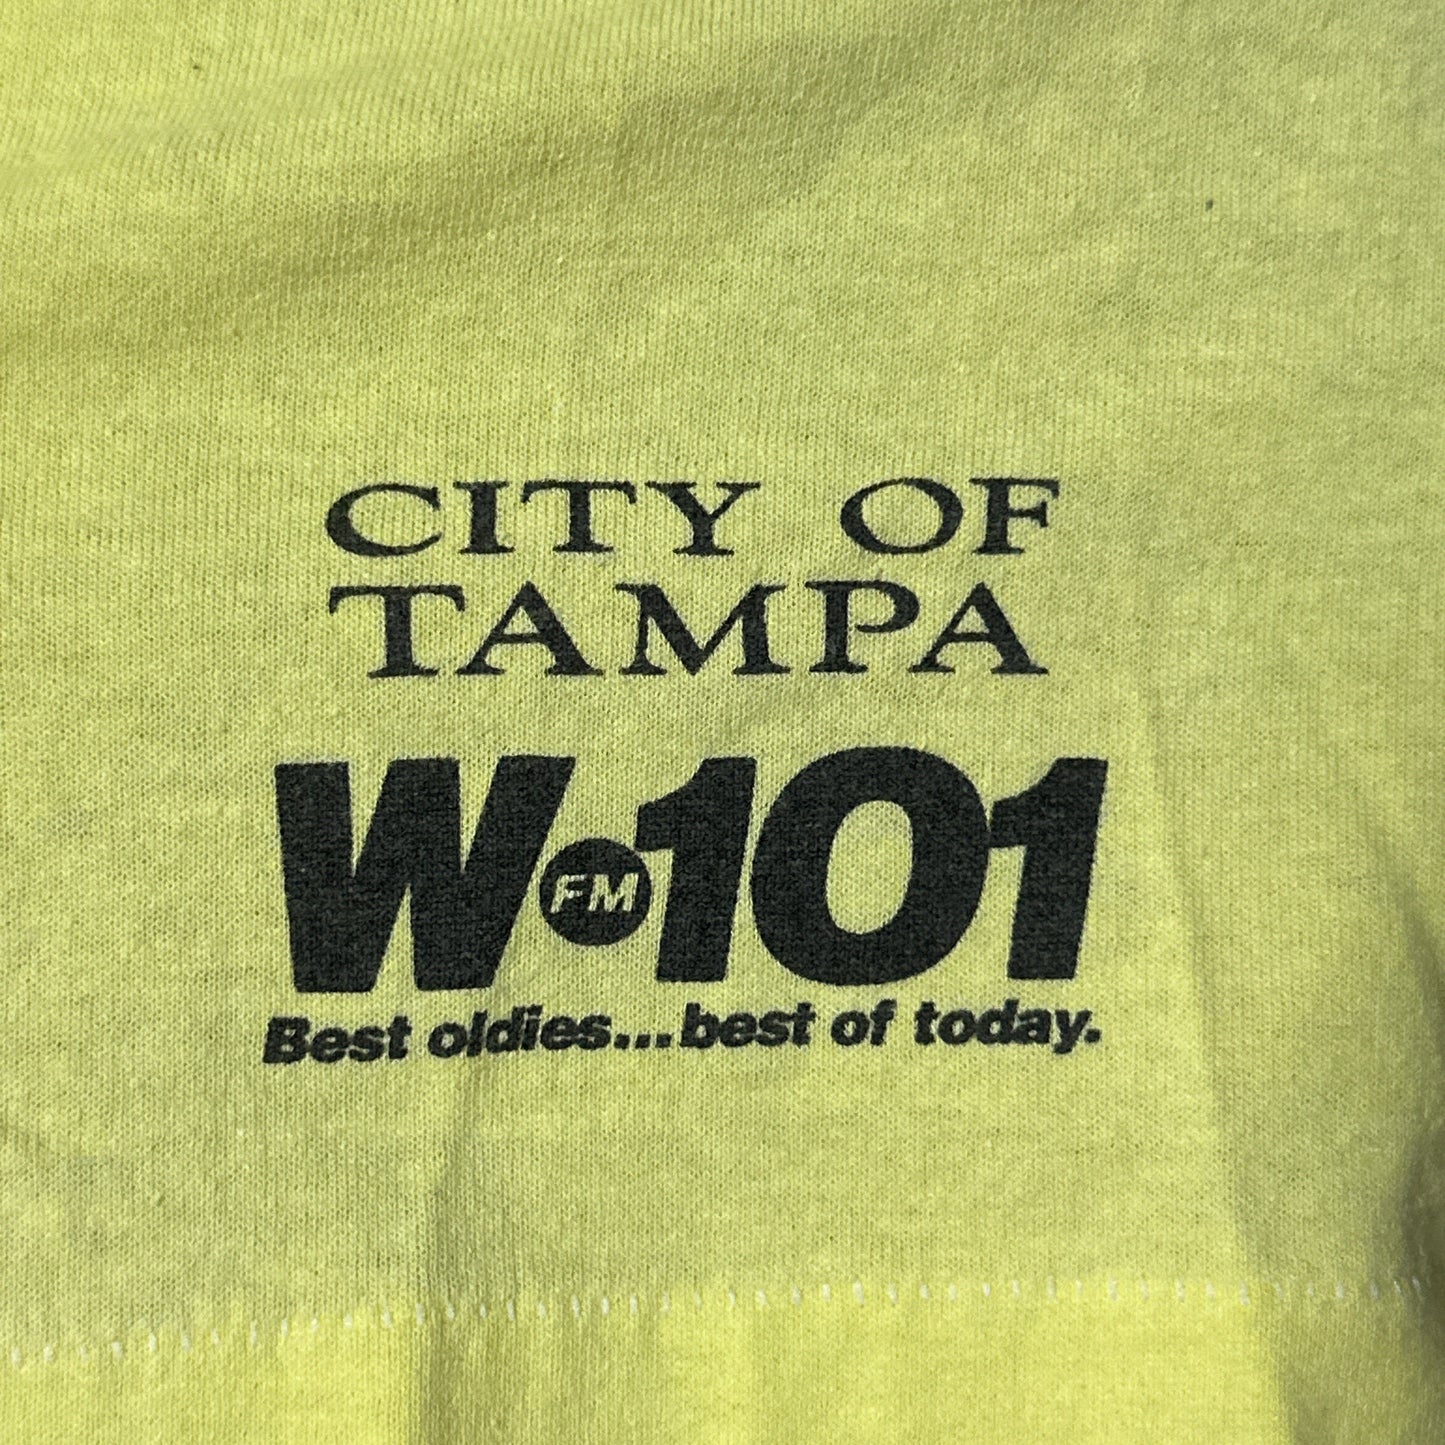 CITY OF
TAMPA
W FM 101
Best oldies...best of today.